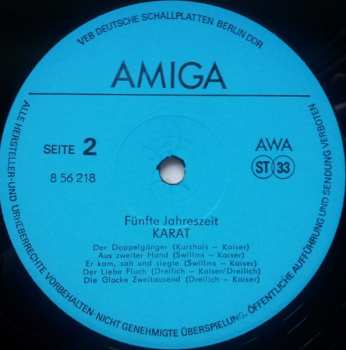 VEB DEUTSCHE SCHALLPLATTEN BERLIN DDR
AMIGA
SEITE 2
8 56 218
AWA
ST 33
Fünfte Jahreszeit
KARAT
Der Doppelgänger (Kurzhals – Kaiser)
Aus zweiter Hand (Swillms – Kaiser)
Er kam, sah und siegte (Swillms – Kaiser)
Der Liebe Fluch (Dreilich – Kaiser/Dreilich)
Die Glocke Zweitausend (Dreilich – Kaiser)
ALLE HERSTELLER- UND URHEBERRECHTE VORBEHALTEN· NICHT GENEHMIGTE ÜBERSPIELUNG, ÖFFENTLICHE AUFFÜHRUNG UND SENDUNG VERBOTEN